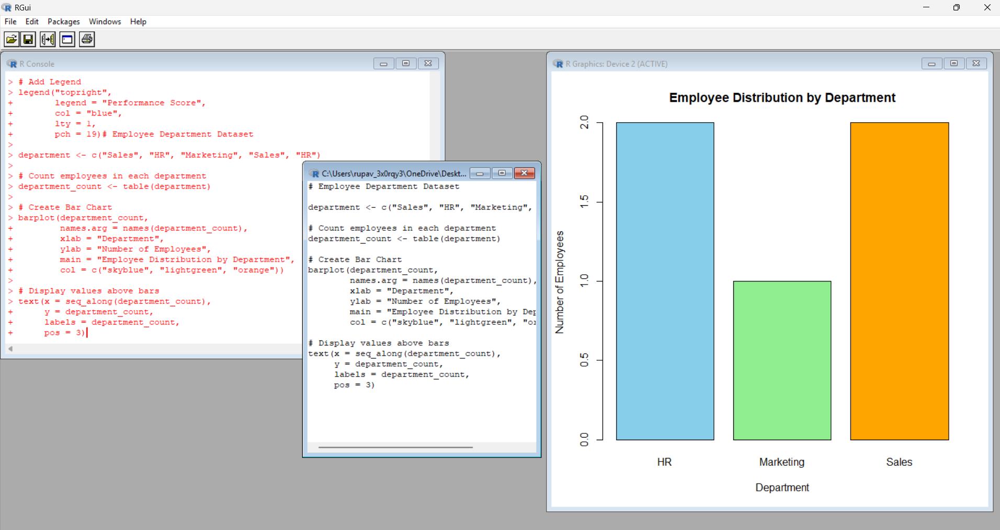 RGui
File Edit Packages Windows Help
R Console
> # Add Legend
> legend("topright",
+        legend = "Performance Score",
+        col = "blue",
+        lty = 1,
+        pch = 19)# Employee Department Dataset
>
> department <- c("Sales", "HR", "Marketing", "Sales", "HR")
>
> # Count employees in each department
> department_count <- table(department)
>
> # Create Bar Chart
> barplot(department_count,
+         names.arg = names(department_count),
+         xlab = "Department",
+         ylab = "Number of Employees",
+         main = "Employee Distribution by Department",
+         col = c("skyblue", "lightgreen", "orange"))
>
> # Display values above bars
> text(x = seq_along(department_count),
+      y = department_count,
+      labels = department_count,
+      pos = 3)
C:\Users\rupav_3x0rqy3\OneDrive\Deskt...
# Employee Department Dataset
department <- c("Sales", "HR", "Marketing",
# Count employees in each department
department_count <- table(department)
# Create Bar Chart
barplot(department_count,
        names.arg = names(department_count),
        xlab = "Department",
        ylab = "Number of Employees",
        main = "Employee Distribution by Dep
        col = c("skyblue", "lightgreen", "or
# Display values above bars
text(x = seq_along(department_count),
     y = department_count,
     labels = department_count,
     pos = 3)
R Graphics: Device 2 (ACTIVE)
Employee Distribution by Department
Number of Employees
2.0
1.5
1.0
0.5
0.0
HR Marketing Sales
Department